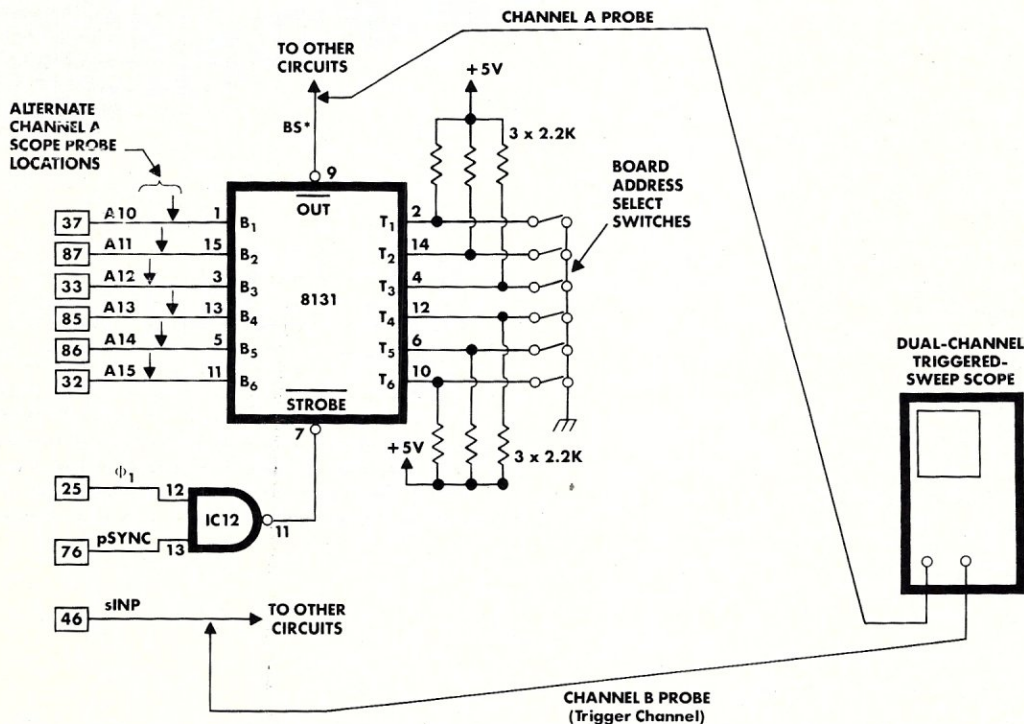 CHANNEL A PROBE
TO OTHER
CIRCUITS
+5V
ALTERNATE
CHANNEL A
SCOPE PROBE
LOCATIONS
BS*
3 x 2.2K
BOARD
ADDRESS
SELECT
SWITCHES
9
OUT
37 A10 1 B1 T1 2
87 A11 15 B2 T2 14
33 A12 3 B3 T3 4
8131
85 A13 13 B4 T4 12
86 A14 5 B5 T5 6
32 A15 11 B6 T6 10
STROBE
7
DUAL-CHANNEL
TRIGGERED-
SWEEP SCOPE
+5V
3 x 2.2K
25 ϕ1 12
IC12 11
76 pSYNC 13
46 sINP
TO OTHER
CIRCUITS
CHANNEL B PROBE
(Trigger Channel)